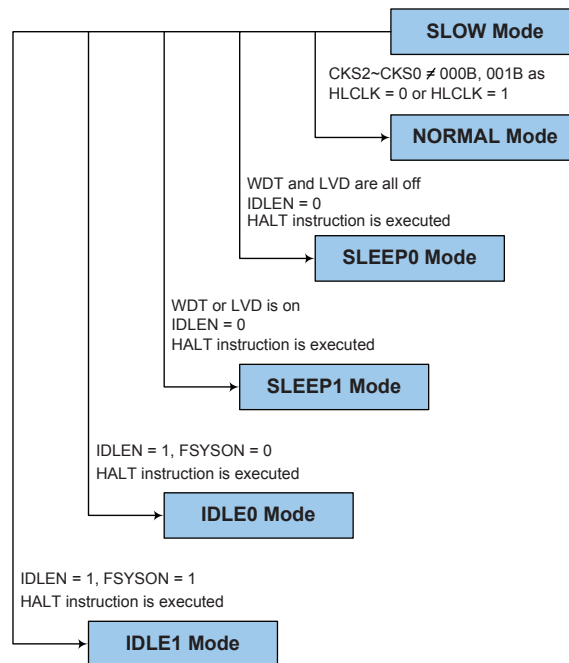 SLOW Mode
CKS2~CKS0 ≠ 000B, 001B as
HLCLK = 0 or HLCLK = 1
NORMAL Mode
WDT and LVD are all off
IDLEN = 0
HALT instruction is executed
SLEEP0 Mode
WDT or LVD is on
IDLEN = 0
HALT instruction is executed
SLEEP1 Mode
IDLEN = 1, FSYSON = 0
HALT instruction is executed
IDLE0 Mode
IDLEN = 1, FSYSON = 1
HALT instruction is executed
IDLE1 Mode